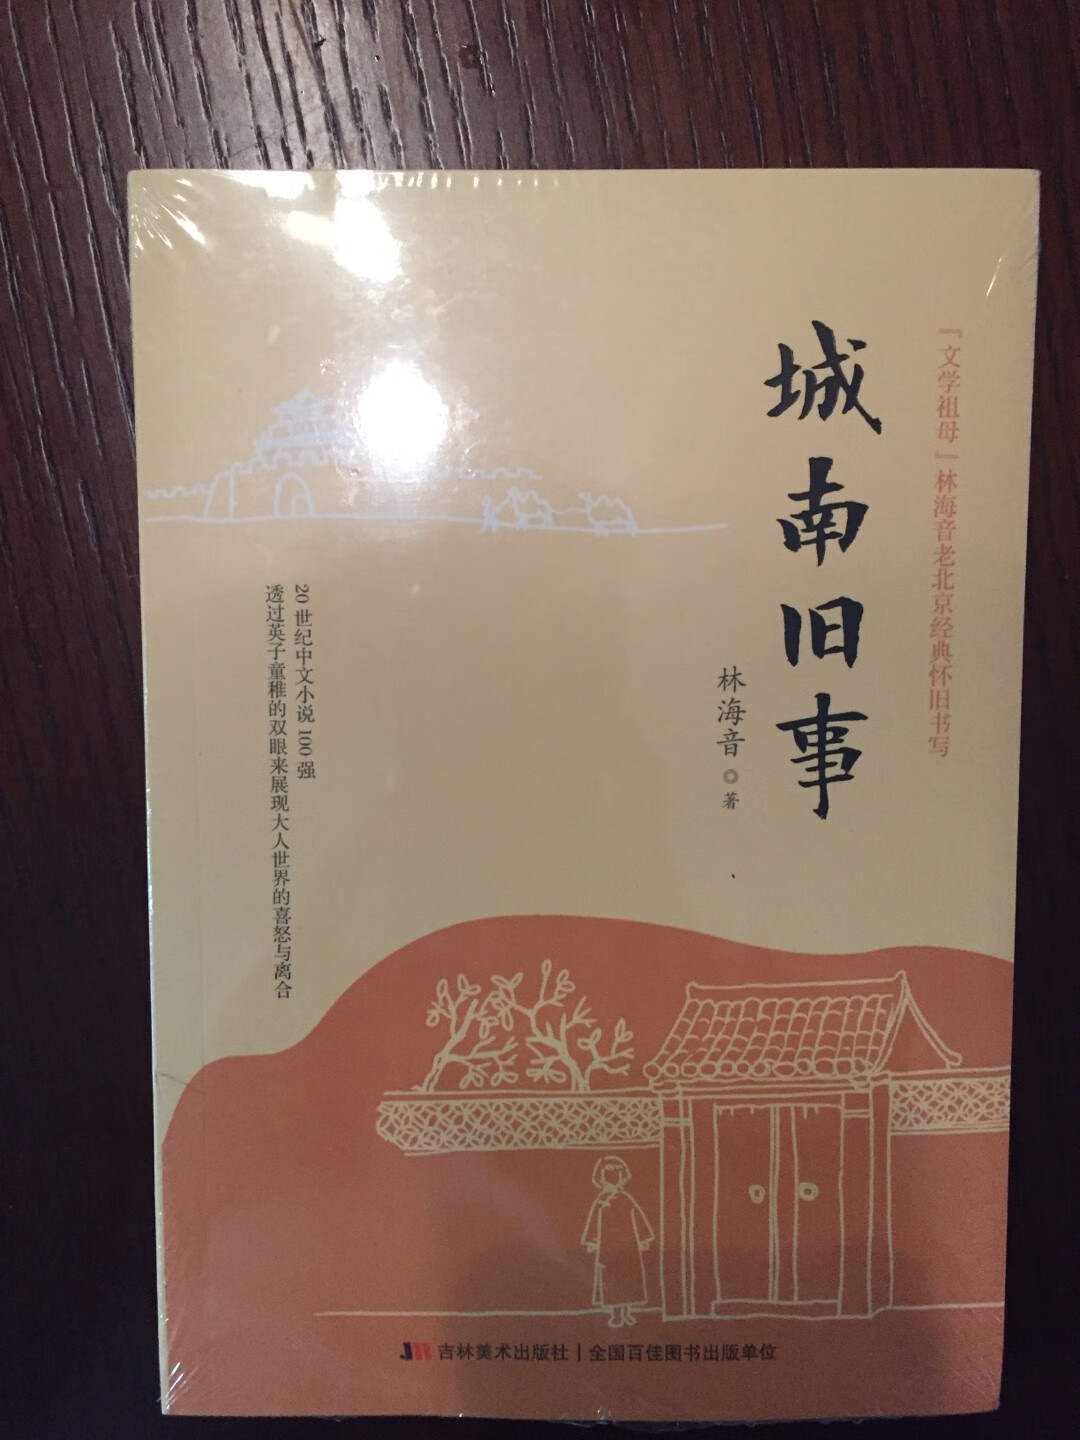 「文学祖母」林海音老北京经典怀旧书写
城南旧事
林海音◎著
20世纪中文小说100强
透过英子童稚的双眼来展现大人世界的喜怒与离合
吉林美术出版社|全国百佳图书出版单位